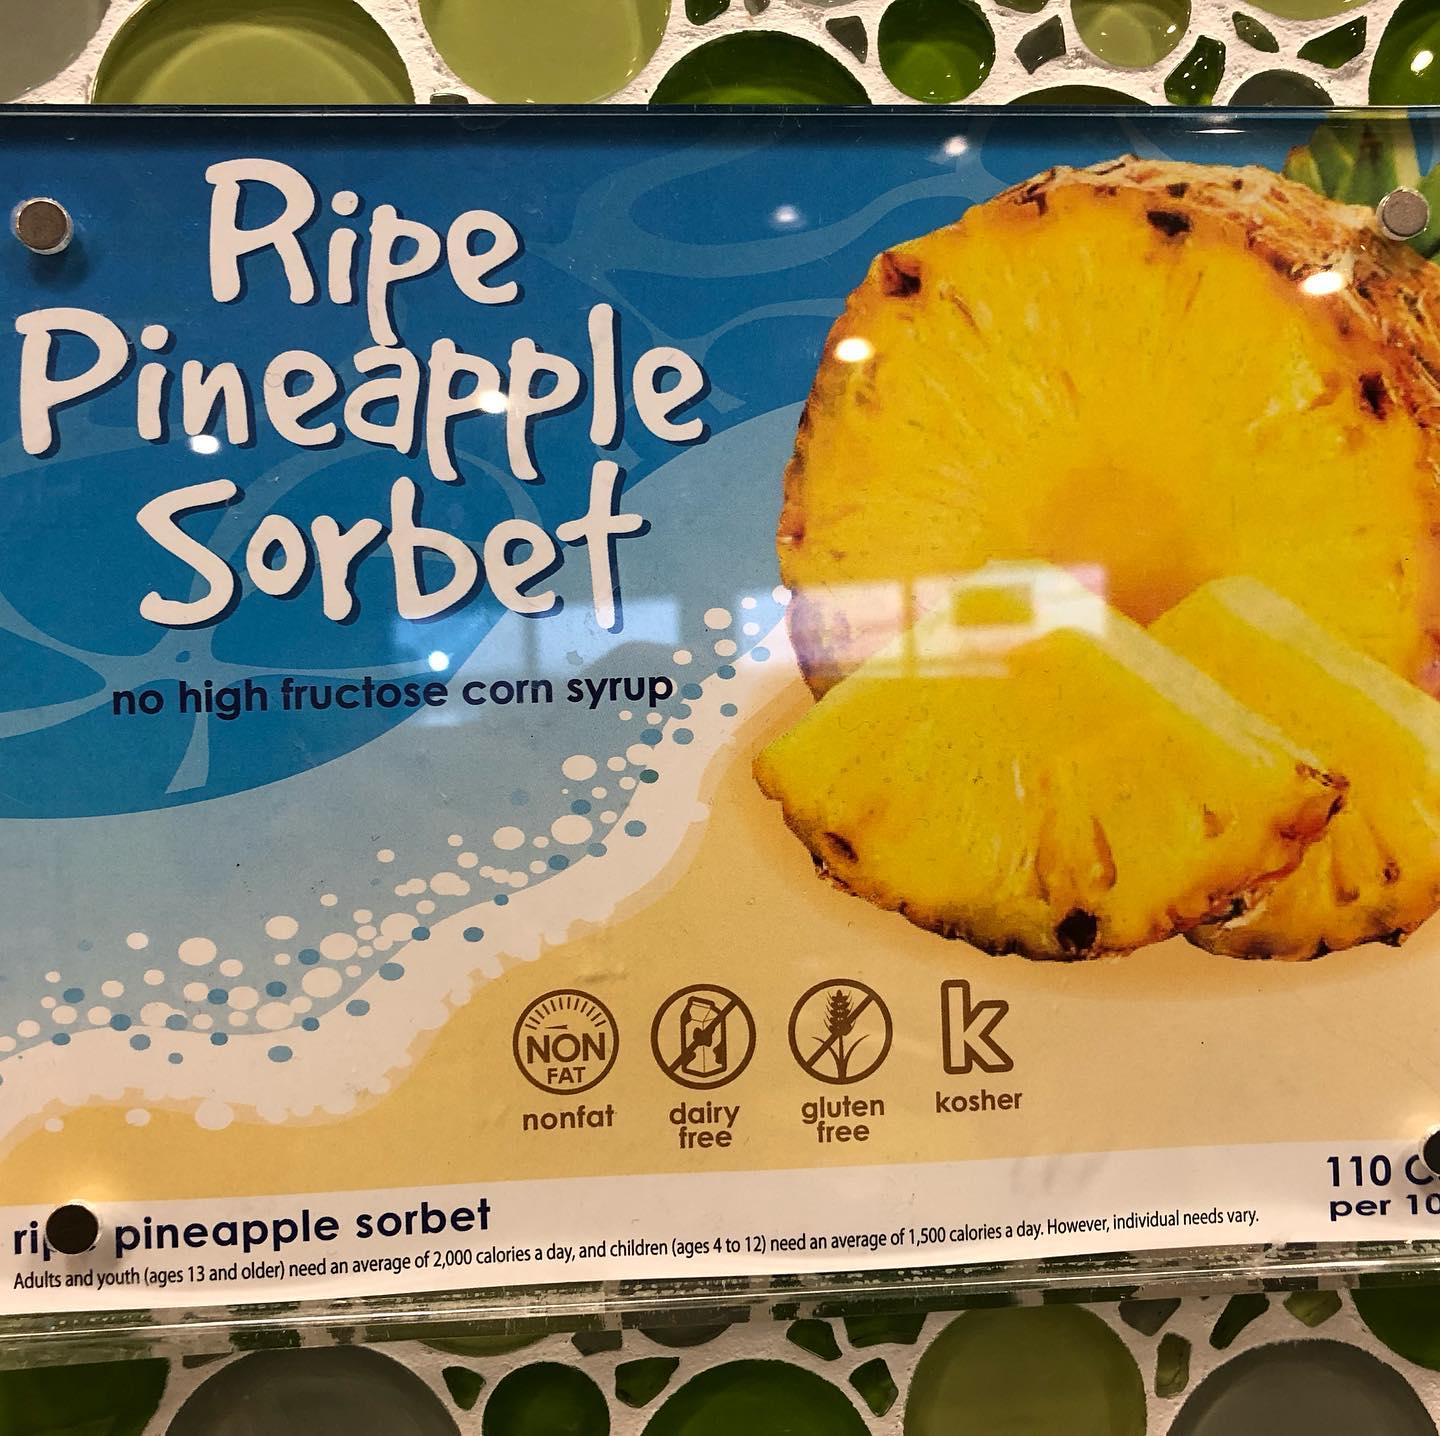 Ripe
Pineapple
Sorbet
no high fructose corn syrup
NON
FAT
nonfat
dairy
free
gluten
free
k
kosher
pineapple sorbet
110
per 10
Adults and youth (ages 13 and older) need an average of 2,000 calories a day, and children (ages 4 to 12) need an average of 1,500 calories a day. However, individual needs vary.